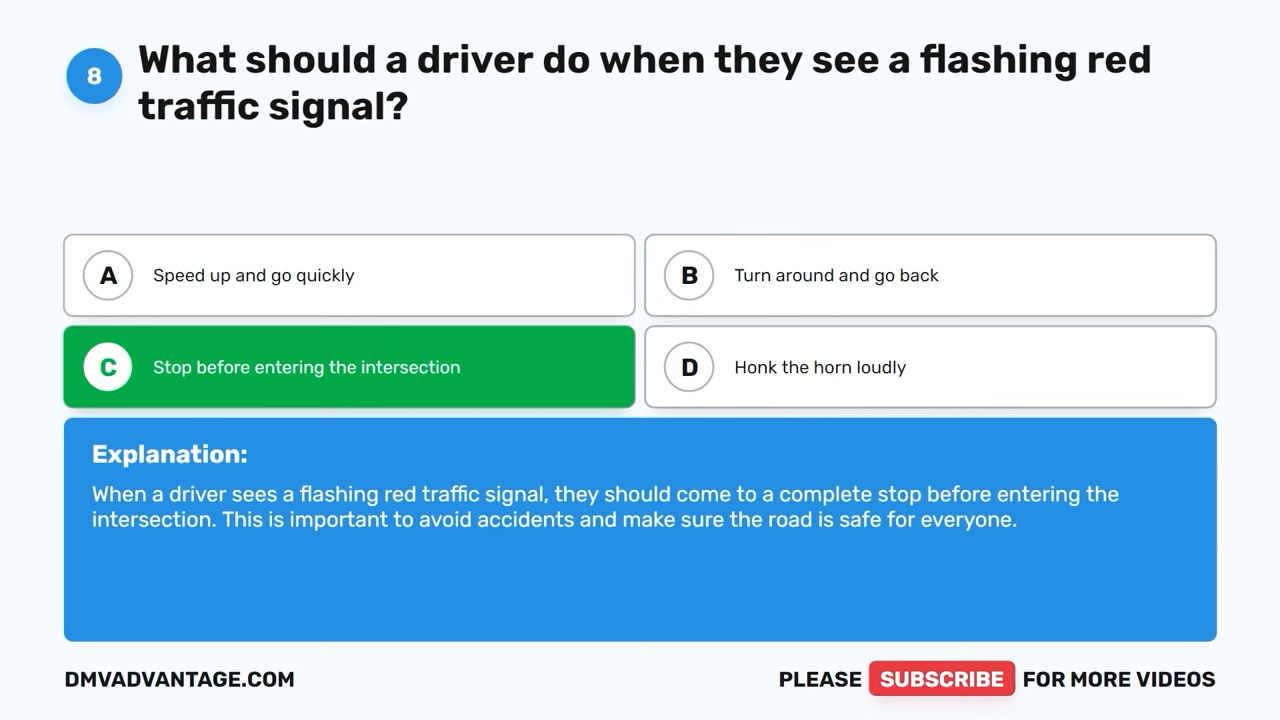 8
What should a driver do when they see a flashing red
traffic signal?
A Speed up and go quickly
B Turn around and go back
C Stop before entering the intersection
D Honk the horn loudly
Explanation:
When a driver sees a flashing red traffic signal, they should come to a complete stop before entering the
intersection. This is important to avoid accidents and make sure the road is safe for everyone.
DMVADVANTAGE.COM
PLEASE SUBSCRIBE FOR MORE VIDEOS